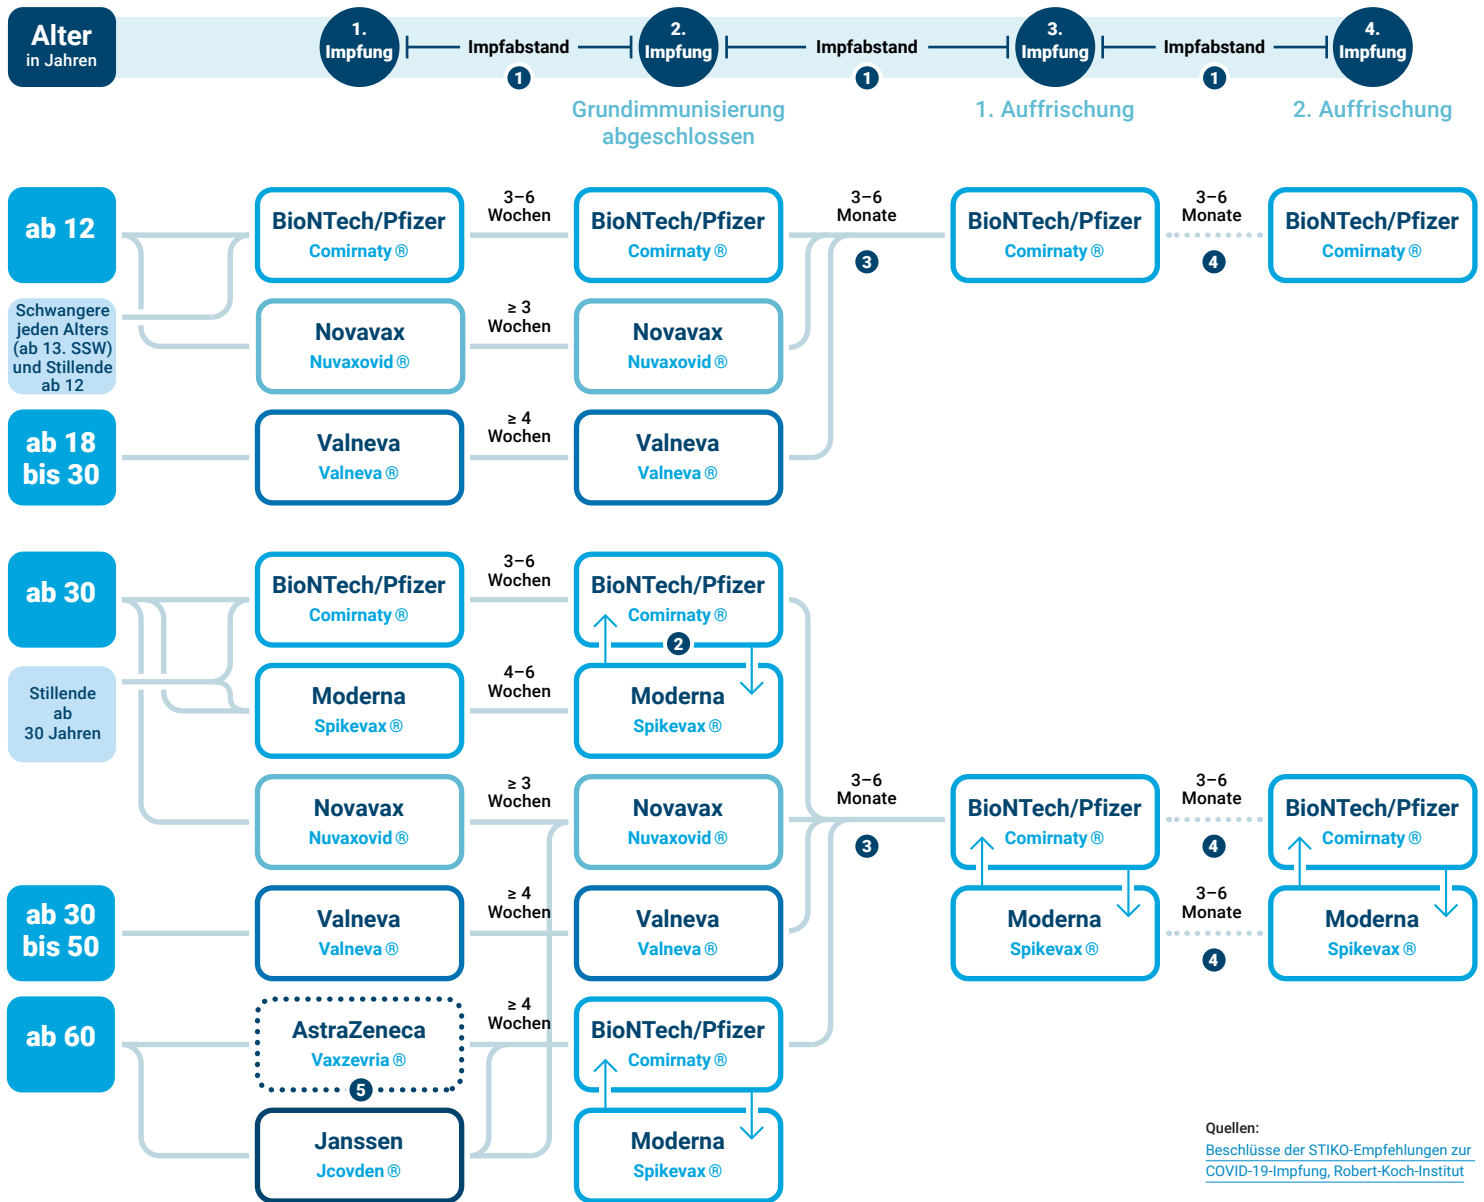 Alter
in Jahren
1.
Impfung
Impfabstand
1
2.
Impfung
Impfabstand
1
3.
Impfung
Impfabstand
1
4.
Impfung
Grundimmunisierung
abgeschlossen
1. Auffrischung
2. Auffrischung
ab 12
BioNTech/Pfizer
Comirnaty ®
3–6
Wochen
BioNTech/Pfizer
Comirnaty ®
3–6
Monate
3
BioNTech/Pfizer
Comirnaty ®
3–6
Monate
4
BioNTech/Pfizer
Comirnaty ®
Schwangere
jeden Alters
(ab 13. SSW)
und Stillende
ab 12
Novavax
Nuvaxovid ®
≥ 3
Wochen
Novavax
Nuvaxovid ®
ab 18
bis 30
Valneva
Valneva ®
≥ 4
Wochen
Valneva
Valneva ®
ab 30
BioNTech/Pfizer
Comirnaty ®
3–6
Wochen
BioNTech/Pfizer
Comirnaty ®
2
Stillende
ab
30 Jahren
Moderna
Spikevax ®
4–6
Wochen
Moderna
Spikevax ®
Novavax
Nuvaxovid ®
≥ 3
Wochen
Novavax
Nuvaxovid ®
3–6
Monate
3
BioNTech/Pfizer
Comirnaty ®
3–6
Monate
4
BioNTech/Pfizer
Comirnaty ®
ab 30
bis 50
Valneva
Valneva ®
≥ 4
Wochen
Valneva
Valneva ®
Moderna
Spikevax ®
3–6
Monate
4
Moderna
Spikevax ®
ab 60
AstraZeneca
Vaxzevria ®
5
≥ 4
Wochen
BioNTech/Pfizer
Comirnaty ®
Janssen
Jcovden ®
Moderna
Spikevax ®
Quellen:
Beschlüsse der STIKO-Empfehlungen zur
COVID-19-Impfung, Robert-Koch-Institut